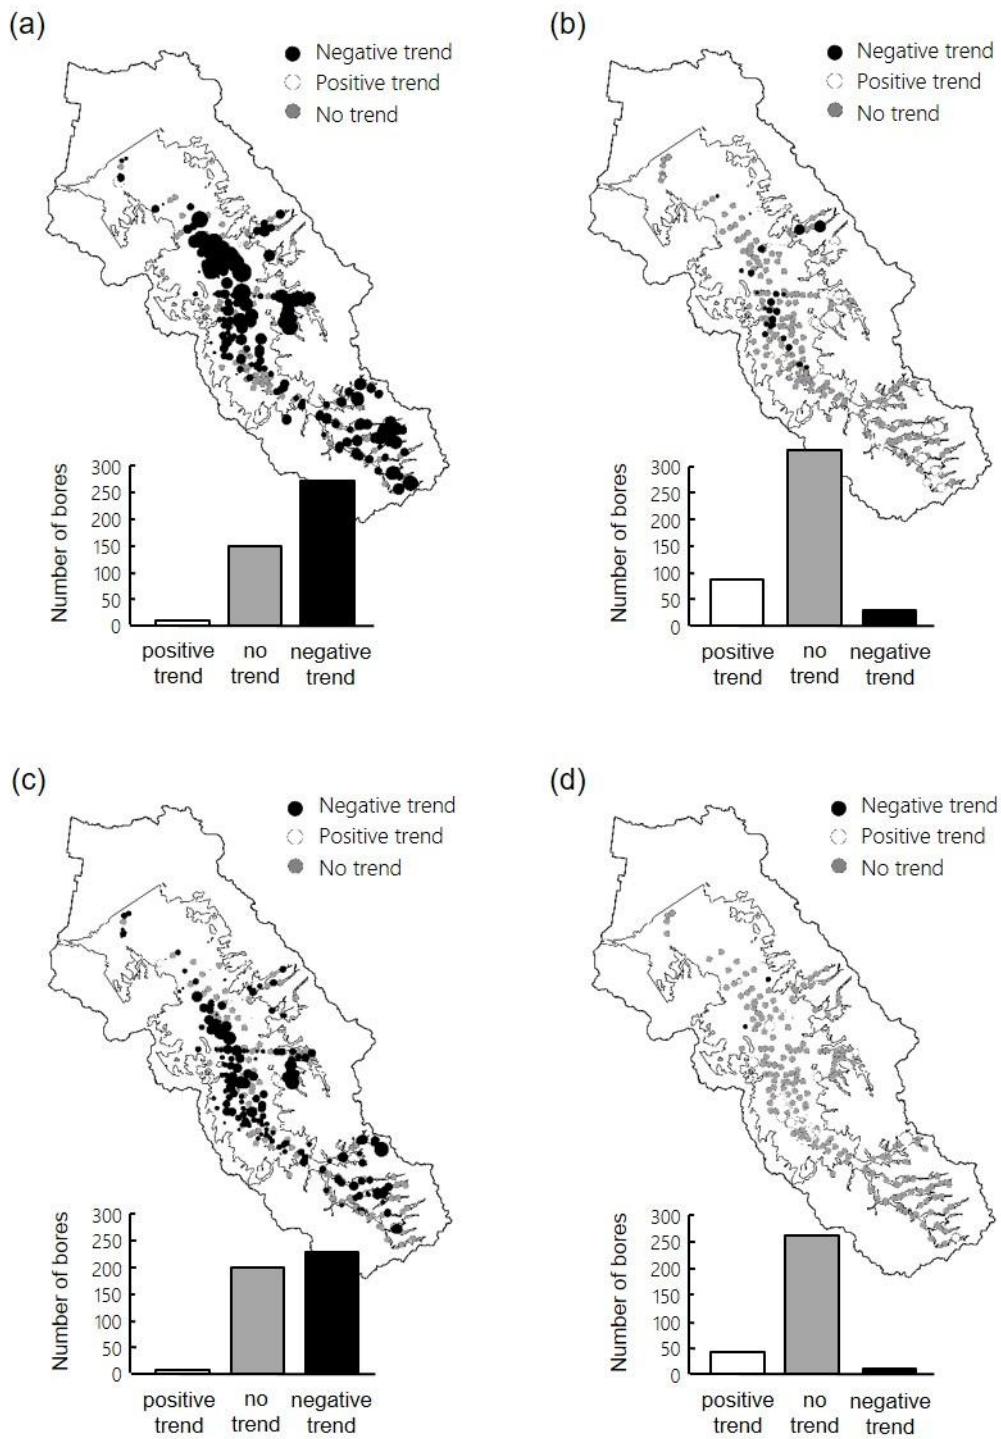 (a)
Negative trend
Positive trend
No trend
Number of bores
300
250
200
150
100
50
0
positive trend
no trend
negative trend
(b)
Negative trend
Positive trend
No trend
Number of bores
300
250
200
150
100
50
0
positive trend
no trend
negative trend
(c)
Negative trend
Positive trend
No trend
Number of bores
300
250
200
150
100
50
0
positive trend
no trend
negative trend
(d)
Negative trend
Positive trend
No trend
Number of bores
300
250
200
150
100
50
0
positive trend
no trend
negative trend